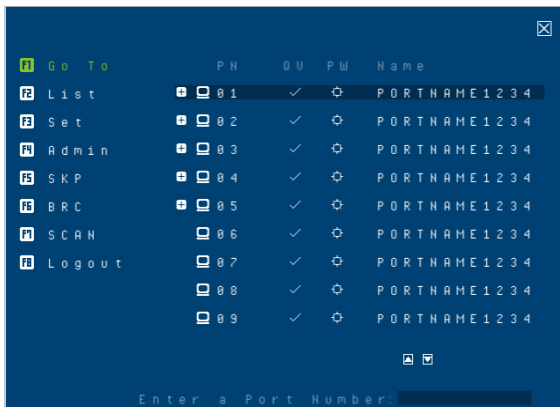 F1 Go To PN QV PW Name
F2 List 01 PORTNAME1234
F3 Set 02 PORTNAME1234
F4 Admin 03 PORTNAME1234
F5 SKP 04 PORTNAME1234
F6 BRC 05 PORTNAME1234
F7 SCAN 06 PORTNAME1234
F8 Logout 07 PORTNAME1234
08 PORTNAME1234
09 PORTNAME1234
Enter a Port Number: